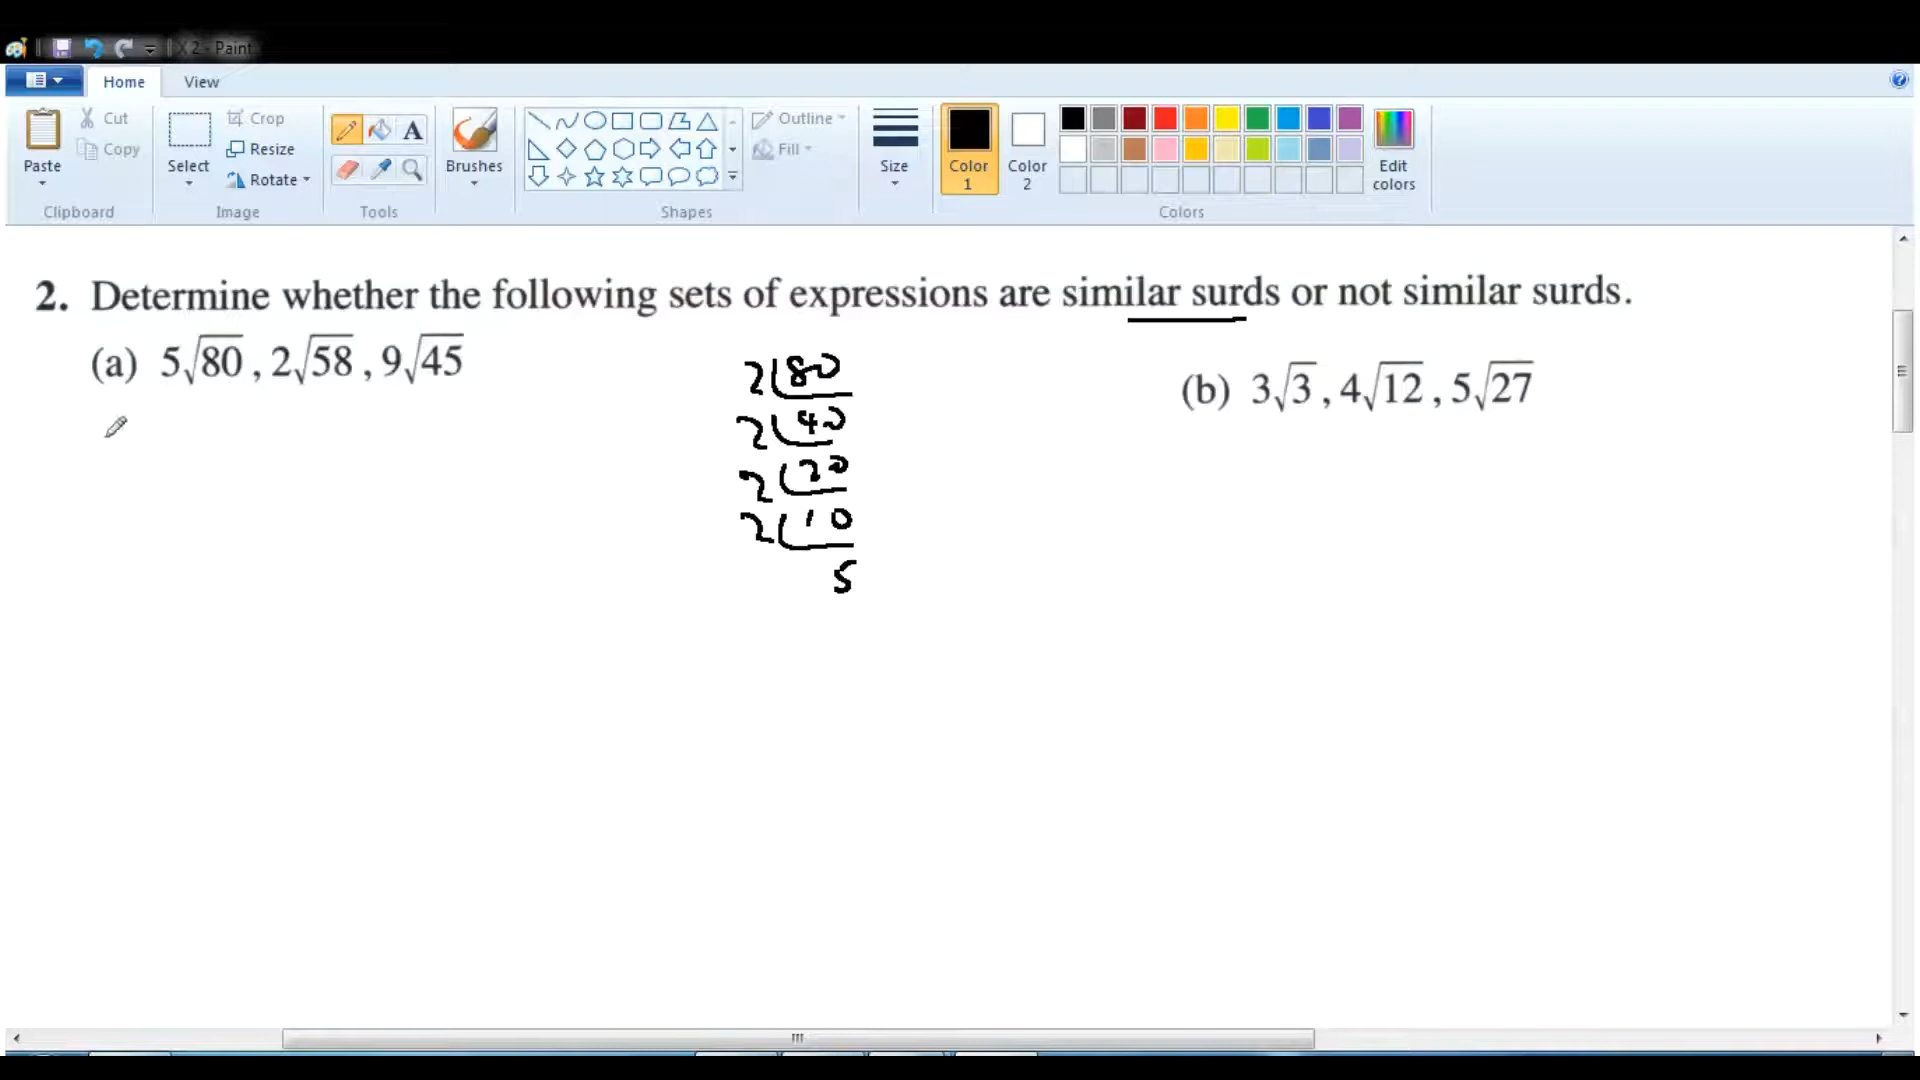 X 2 - Paint
Home View
Paste Cut Copy Clipboard
Select Crop Resize Rotate Image
A Tools
Brushes
Shapes Outline Fill
Size
Color 1 Color 2 Colors Edit colors
2. Determine whether the following sets of expressions are similar surds or not similar surds.
(a) 5√80 , 2√58 , 9√45
(b) 3√3 , 4√12 , 5√27
2 80
2 40
2 20
2 10
5